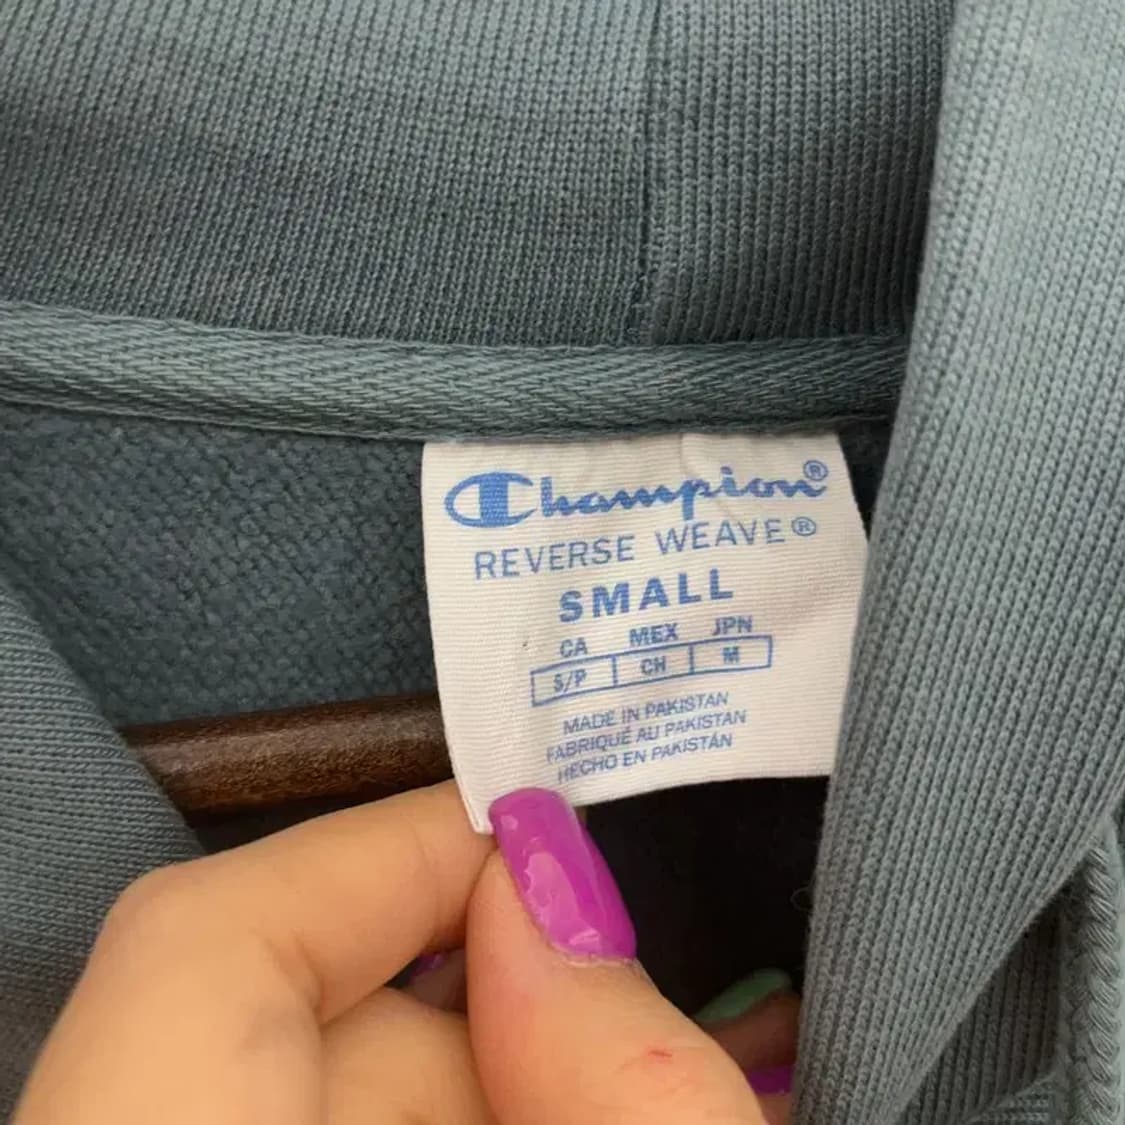 Champion®
REVERSE WEAVE®
SMALL
CA MEX JPN
S/P CH M
MADE IN PAKISTAN
FABRIQUÉ AU PAKISTAN
HECHO EN PAKISTÁN